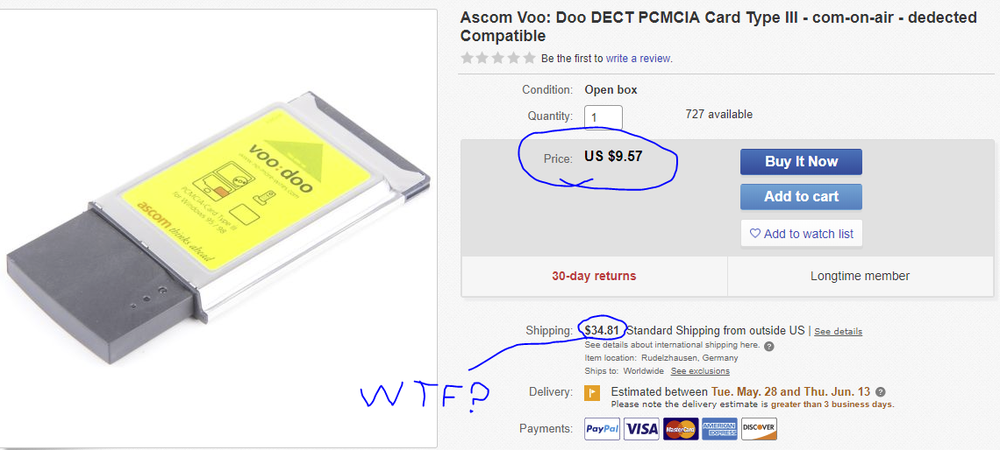 Ascom Voo: Doo DECT PCMCIA Card Type III - com-on-air - dedected
Compatible
Be the first to write a review.
Condition: Open box
Quantity: 1 727 available
Price: US $9.57
Buy It Now
Add to cart
Add to watch list
30-day returns
Longtime member
Shipping: $34.81 Standard Shipping from outside US | See details
See details about international shipping here. ?
Item location: Rudelzhausen, Germany
Ships to: Worldwide See exclusions
Delivery: Estimated between Tue. May. 28 and Thu. Jun. 13 ?
Please note the delivery estimate is greater than 3 business days.
Payments: PayPal VISA MasterCard AMERICAN EXPRESS DISCOVER
WTF?
voo:doo
PCMCIA-Card Type III
for Windows 95 / 98
ascom thinks ahead